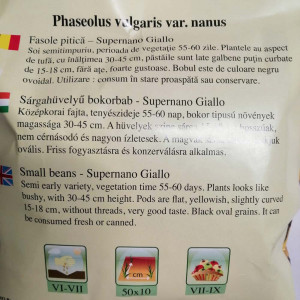 Phaseolus vulgaris var. nanus
Fasole pitică – Supernano Giallo
Soi semitimpuriu, perioada de vegetație 55-60 zile. Plantele au aspect
de tufă, cu înălțimea 30-45 cm, păstăile sunt late galbene puțin curbate
de 15-18 cm, fără ațe, foarte gustoase. Bobul este de culoare negru
ovoidal. Utilizare : consum în stare proaspătă sau conservare.
Sárgahüvelyű bokorbab - Supernano Giallo
Középkorai fajta, tenyészideje 55-60 nap, bokor tipusú növények
magassága 30-45 cm. A hüvelyek
nem cérnásodó és nagyon ízletesek. A magvak
ovális. Friss fogyasztásra és konzerválásra alkalmas.
Small beans - Supernano Giallo
Semi early variety, vegetation time 55-60 days. Plants looks like
bushy, with 30-45 cm height. Pods are flat, yellowish, slightly curved
15-18 cm, without threads, very good taste. Black oval grains. It can
be consumed fresh or canned.
cm
VI-VII 50x10 VII-IX